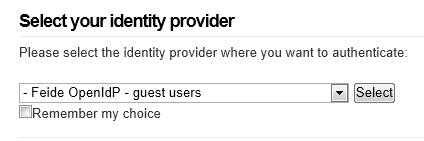 Select your identity provider
Please select the identity provider where you want to authenticate:
- Feide OpenIdP - guest users Select
Remember my choice